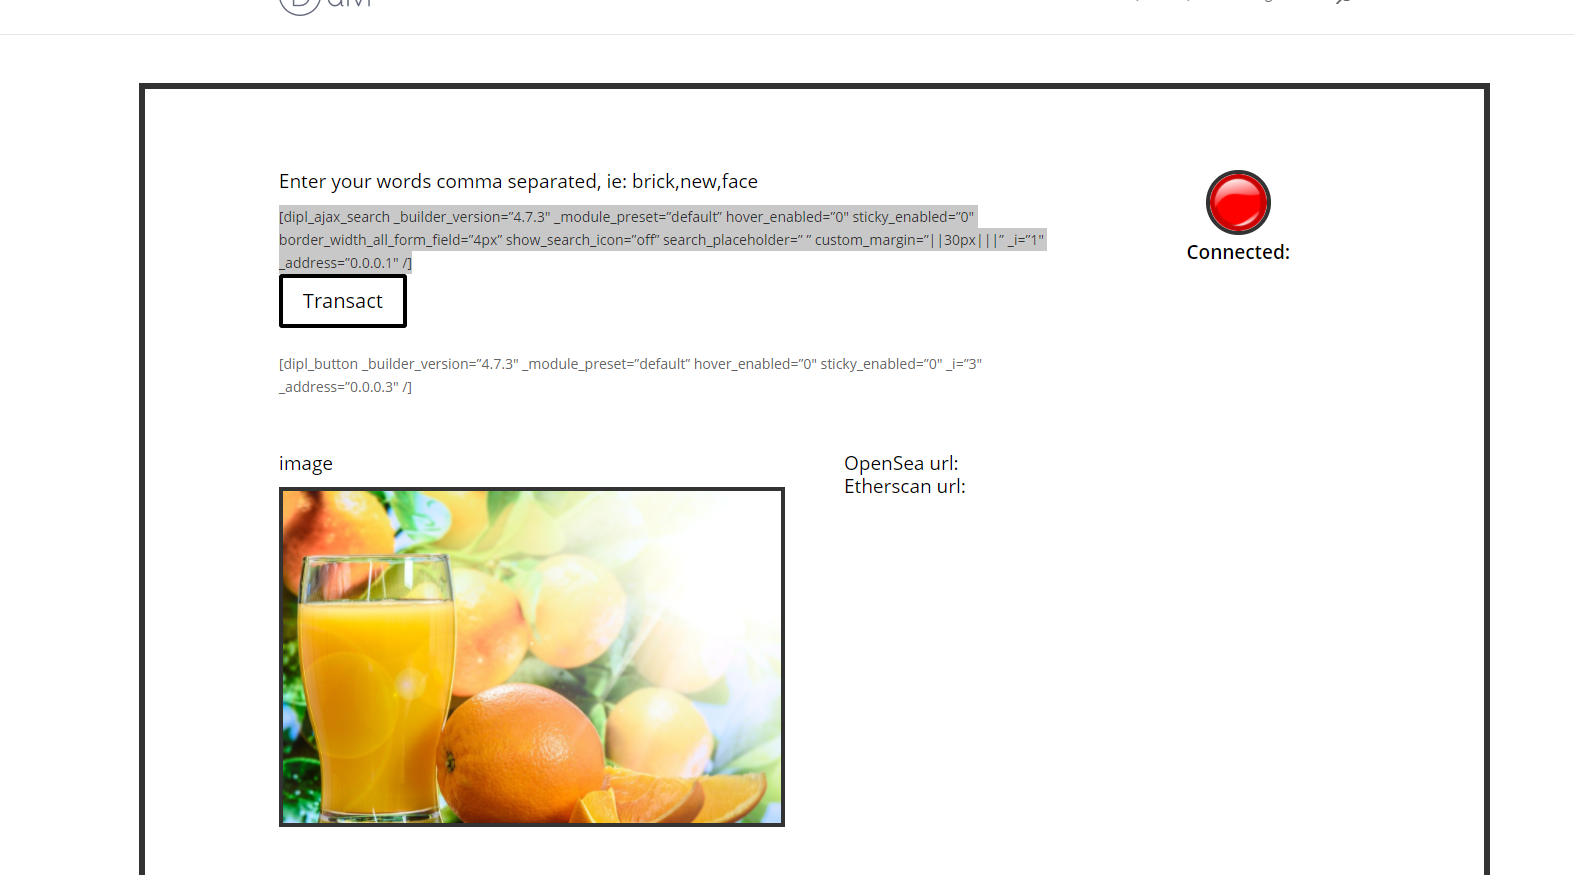 Enter your words comma separated, ie: brick,new,face
[dipl_ajax_search _builder_version=”4.7.3″ _module_preset=”default” hover_enabled=”0″ sticky_enabled=”0″
border_width_all_form_field=”4px” show_search_icon=”off” search_placeholder=” ” custom_margin=”||30px|||” _i=”1″
_address=”0.0.0.1″ /]
Connected:
Transact
[dipl_button _builder_version=”4.7.3″ _module_preset=”default” hover_enabled=”0″ sticky_enabled=”0″ _i=”3″
_address=”0.0.0.3″ /]
image
OpenSea url:
Etherscan url: